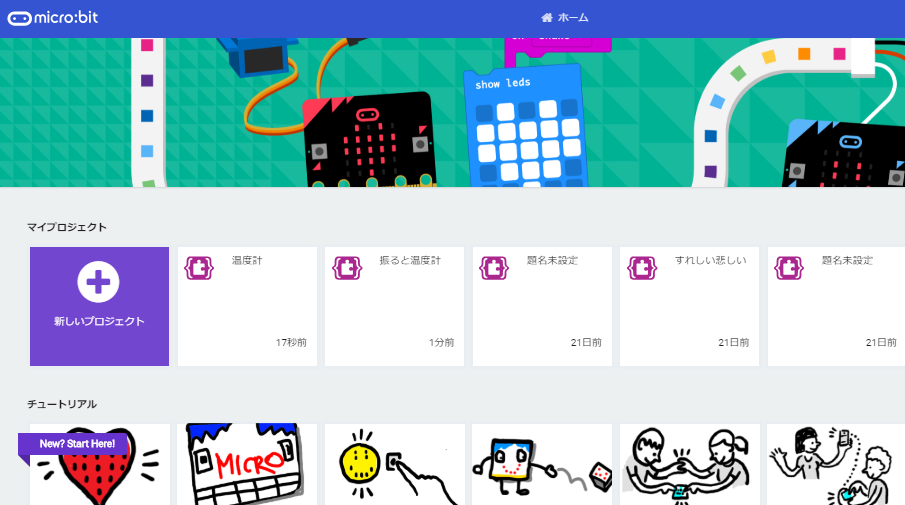 micro:bit
ホーム
show leds
マイプロジェクト
新しいプロジェクト
温度計
17秒前
振ると温度計
1分前
題名未設定
21日前
すれしい悲しい
21日前
題名未設定
21日前
チュートリアル
New? Start Here!
MICRO